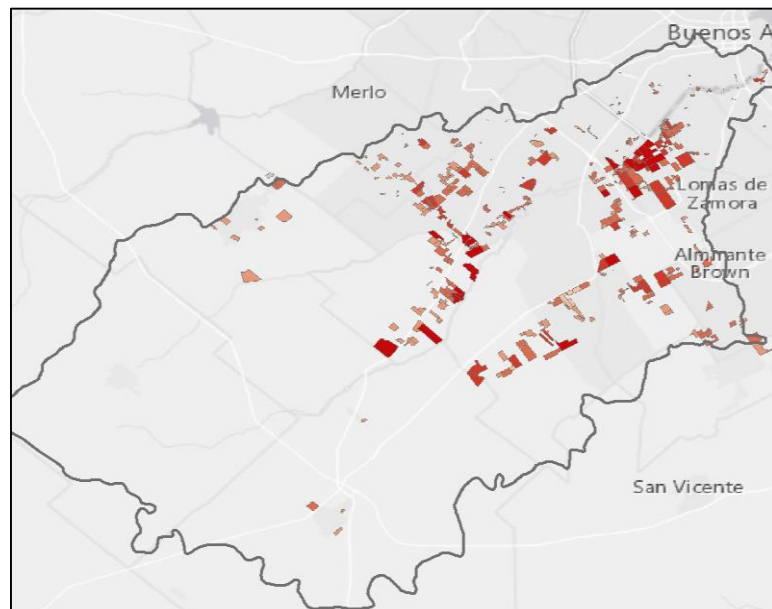 Buenos A
Merlo
Lomas de
Zamora
Almirante
Brown
San Vicente